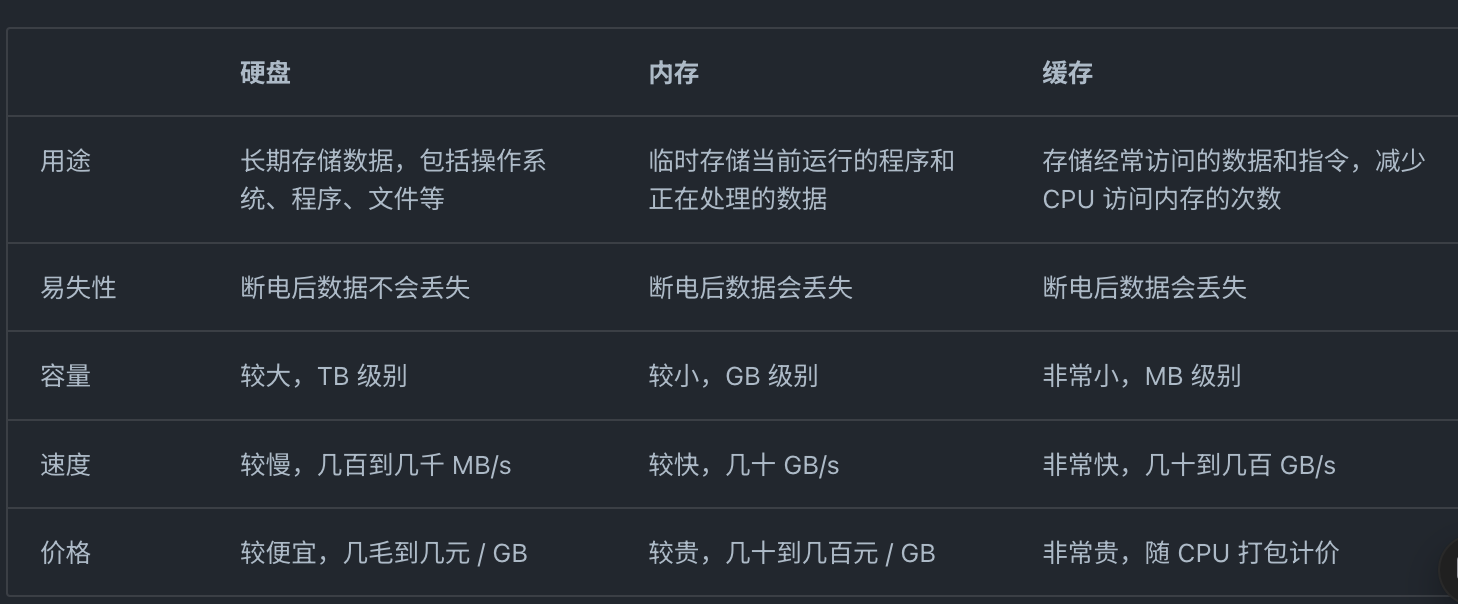 硬盘 内存 缓存
用途 长期存储数据，包括操作系 临时存储当前运行的程序和 存储经常访问的数据和指令，减少
统、程序、文件等 正在处理的数据 CPU 访问内存的次数
易失性 断电后数据不会丢失 断电后数据会丢失 断电后数据会丢失
容量 较大，TB 级别 较小，GB 级别 非常小，MB 级别
速度 较慢，几百到几千 MB/s 较快，几十 GB/s 非常快，几十到几百 GB/s
价格 较便宜，几毛到几元 / GB 较贵，几十到几百元 / GB 非常贵，随 CPU 打包计价